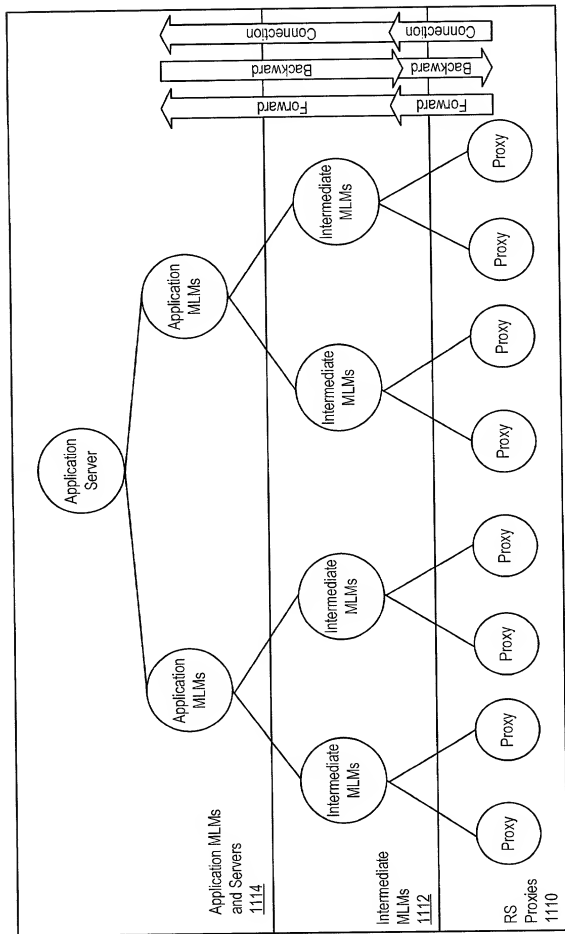 Application
Server
Application
MLMs
Application
MLMs
Intermediate
MLMs
Intermediate
MLMs
Intermediate
MLMs
Intermediate
MLMs
Proxy
Proxy
Proxy
Proxy
Proxy
Proxy
Proxy
Proxy
Application MLMs
and Servers
1114
Intermediate
MLMs
1112
RS
Proxies
1110
Forward
Forward
Backward
Backward
Connection
Connection